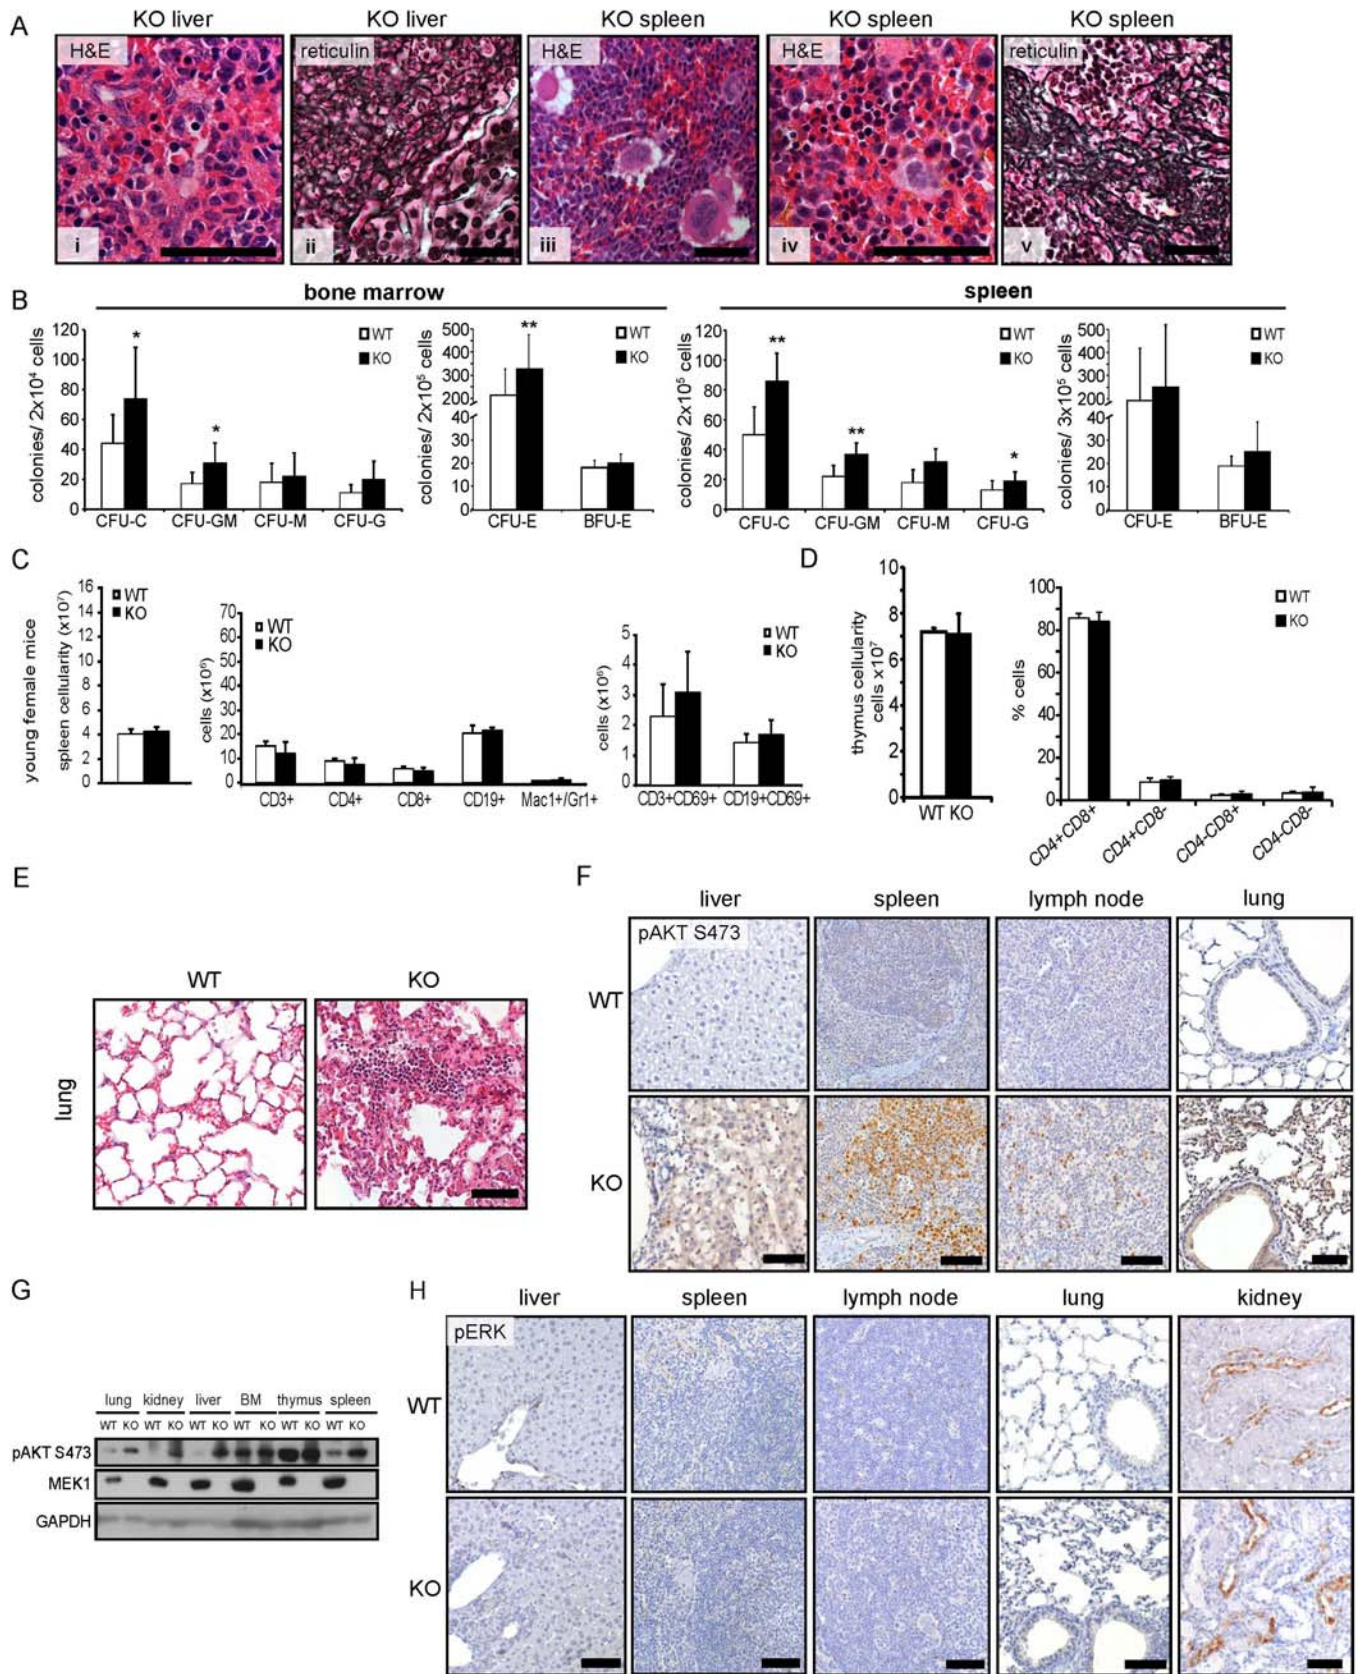 A
KO liver
KO liver
KO spleen
KO spleen
KO spleen
H&E
reticulin
H&E
H&E
reticulin
i
ii
iii
iv
v
B
bone marrow
spleen
colonies/ 2x10⁴ cells
120
100
80
60
40
20
0
* * 
WT
KO
CFU-C CFU-GM CFU-M CFU-G
colonies/ 2x10⁵ cells
500
400
300
200
40
30
20
10
0
**
WT
KO
CFU-E BFU-E
colonies/ 2x10⁵ cells
120
100
80
60
40
20
0
** ** *
WT
KO
CFU-C CFU-GM CFU-M CFU-G
colonies/ 3x10⁵ cells
500
400
300
200
40
30
20
10
0
WT
KO
CFU-E BFU-E
C
young female mice
spleen cellularity (x10⁷)
16
14
12
10
8
6
4
2
0
WT
KO
cells (x10⁶)
70
60
50
40
30
20
10
0
WT
KO
CD3+ CD4+ CD8+ CD19+ Mac1+/Gr1+
cells (x10⁶)
5
4
3
2
1
0
WT
KO
CD3+CD69+ CD19+CD69+
D
thymus cellularity
cells x10⁷
10
8
6
4
2
0
WT KO
% cells
100
80
60
40
20
0
WT
KO
CD4+CD8+ CD4+CD8- CD4-CD8+ CD4-CD8-
E
WT
KO
lung
F
liver
spleen
lymph node
lung
pAKT S473
WT
KO
G
lung kidney liver BM thymus spleen
WT KO WT KO WT KO WT KO WT KO WT KO
pAKT S473
MEK1
GAPDH
H
liver
spleen
lymph node
lung
kidney
pERK
WT
KO